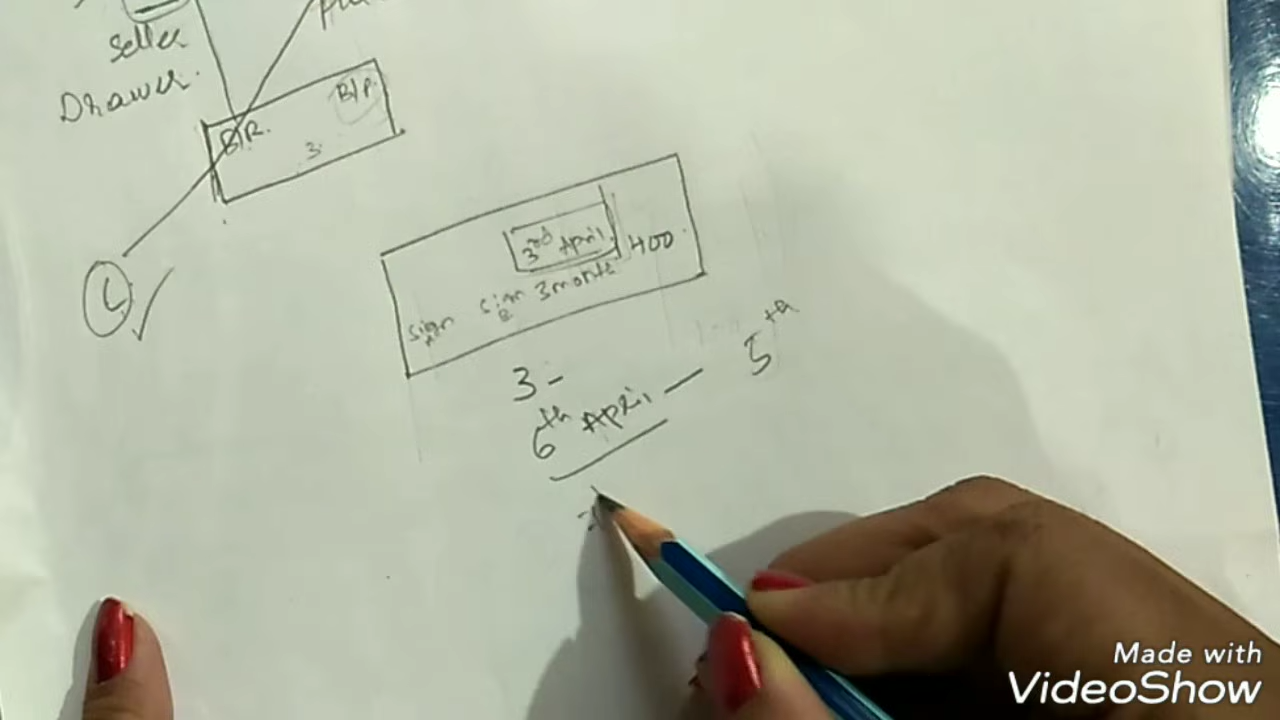 Seller
Drawer.
B/R.
B/P.
3
L
3rd April
400
3 month
sign
sign
3 -
6th April — 5th
Made with
VideoShow